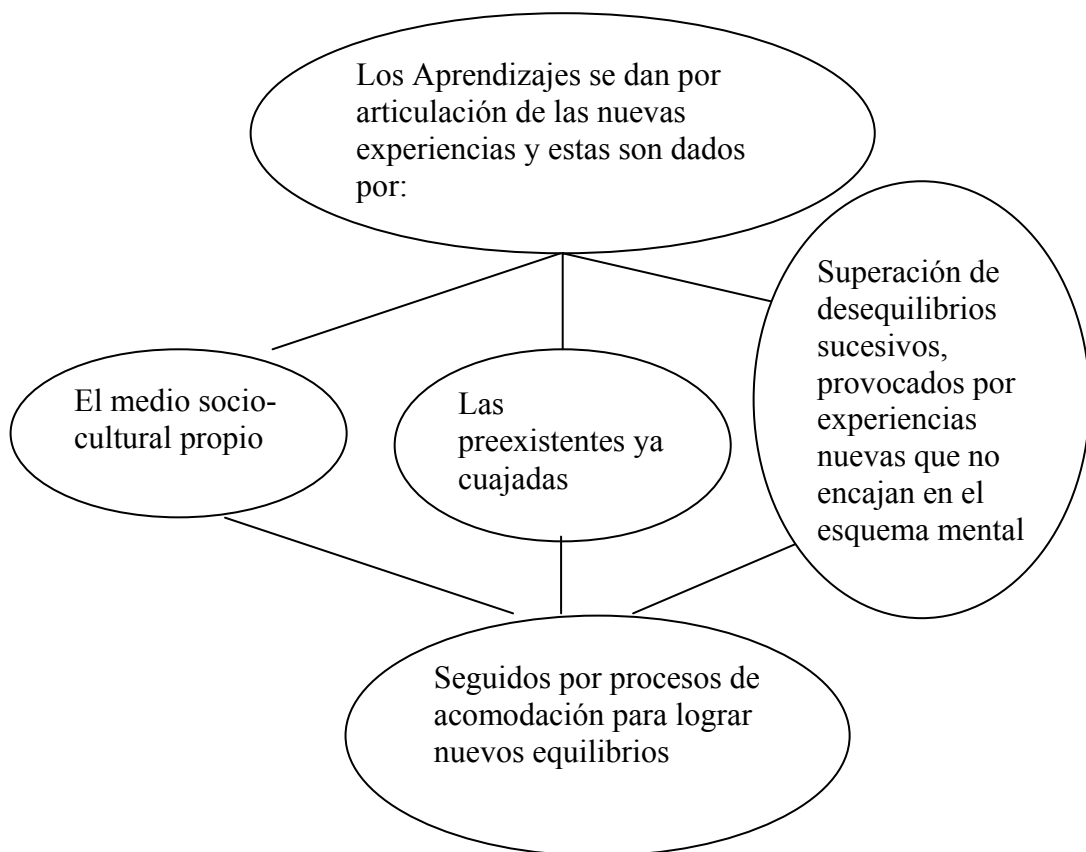 Los Aprendizajes se dan por
articulación de las nuevas
experiencias y estas son dados
por:
El medio socio-
cultural propio
Las
preexistentes ya
cuajadas
Superación de
desequilibrios
sucesivos,
provocados por
experiencias
nuevas que no
encajan en el
esquema mental
Seguidos por procesos de
acomodación para lograr
nuevos equilibrios